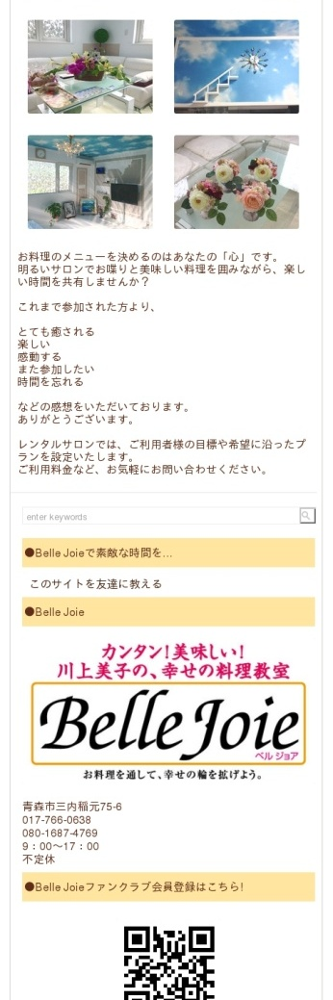 お料理のメニューを決めるのはあなたの「心」です。
明るいサロンでお喋りと美味しい料理を囲みながら、楽し
い時間を共有しませんか？
これまで参加された方より、
とても癒される
楽しい
感動する
また参加したい
時間を忘れる
などの感想をいただいております。
ありがとうございます。
レンタルサロンでは、ご利用者様の目標や希望に沿ったプ
ランを設定いたします。
ご利用料金など、お気軽にお問い合わせください。
enter keywords
●Belle Joieで素敵な時間を...
このサイトを友達に教える
●Belle Joie
カンタン!美味しい!
川上美子の、幸せの料理教室
Belle Joie
ベル ジョア
お料理を通して、幸せの輪を拡げよう。
青森市三内稲元75-6
017-766-0638
080-1687-4769
9：00～17：00
不定休
●Belle Joieファンクラブ会員登録はこちら!